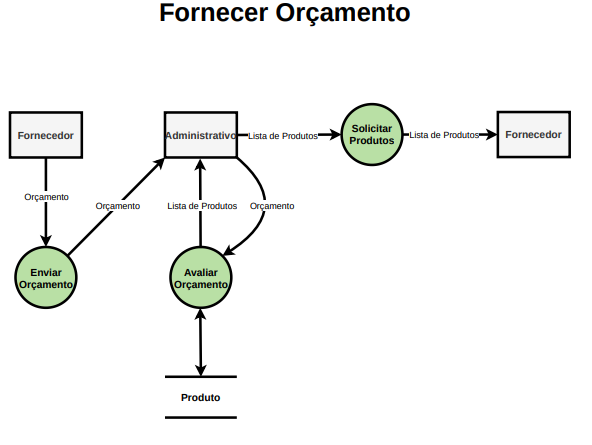 Fornecer Orçamento
Fornecedor
Administrativo
Lista de Produtos
Solicitar
Produtos
Lista de Produtos
Fornecedor
Orçamento
Orçamento
Lista de Produtos
Orçamento
Enviar
Orçamento
Avaliar
Orçamento
Produto